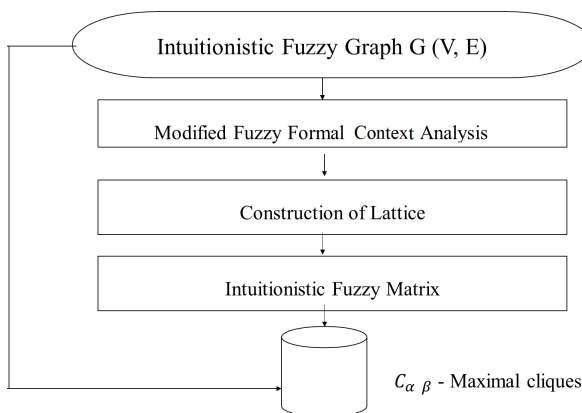 Intuitionistic Fuzzy Graph G (V, E)
Modified Fuzzy Formal Context Analysis
Construction of Lattice
Intuitionistic Fuzzy Matrix
C_{α β} - Maximal cliques